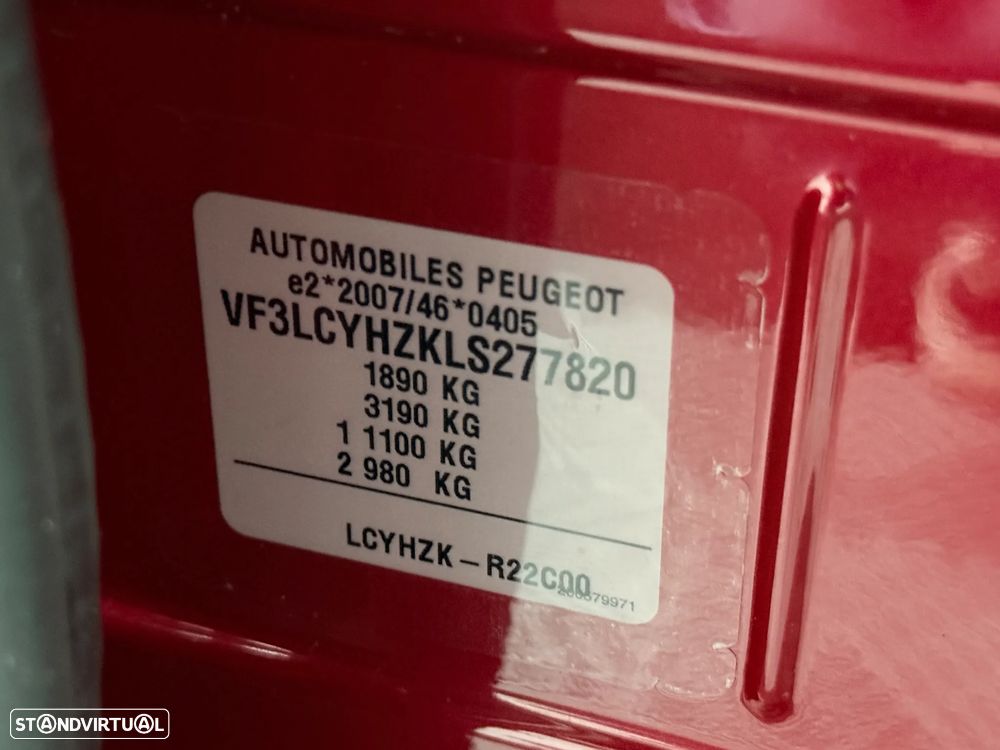 AUTOMOBILES PEUGEOT
e2*2007/46*0405
VF3LCYHZKLS277820
1890 KG
3190 KG
1 1100 KG
2 980 KG
LCYHZK - R22C00
STANDVIRTUAL